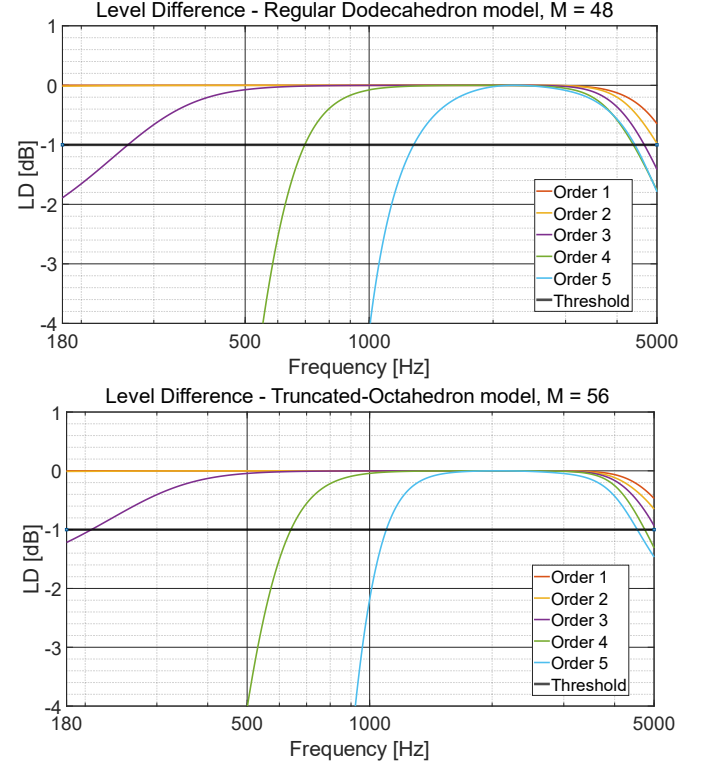 Level Difference - Regular Dodecahedron model, M = 48
1
0
-1
-2
-3
-4
LD [dB]
Order 1
Order 2
Order 3
Order 4
Order 5
Threshold
180
500
1000
5000
Frequency [Hz]
Level Difference - Truncated-Octahedron model, M = 56
1
0
-1
-2
-3
-4
LD [dB]
Order 1
Order 2
Order 3
Order 4
Order 5
Threshold
180
500
1000
5000
Frequency [Hz]